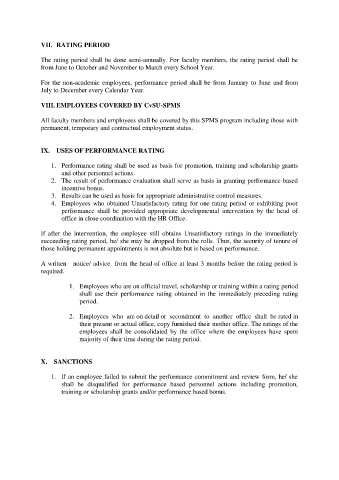 VII. RATING PERIOD
The rating period shall be done semi-annually. For faculty members, the rating period shall be
from June to October and November to March every School Year.
For the non-academic employees, performance period shall be from January to June and from
July to December every Calendar Year.
VIII. EMPLOYEES COVERED BY CvSU-SPMS
All faculty members and employees shall be covered by this SPMS program including those with
permanent, temporary and contractual employment status.
IX. USES OF PERFORMANCE RATING
1. Performance rating shall be used as basis for promotion, training and scholarship grants
and other personnel actions.
2. The result of performance evaluation shall serve as basis in granting performance based
incentive bonus.
3. Results can be used as basis for appropriate administrative control measures.
4. Employees who obtained Unsatisfactory rating for one rating period or exhibiting poor
performance shall be provided appropriate developmental intervention by the head of
office in close coordination with the HR Office.
If after the intervention, the employee still obtains Unsatisfactory ratings in the immediately
succeeding rating period, he/ she may be dropped from the rolls. Thus, the security of tenure of
those holding permanent appointments is not absolute but is based on performance.
A written notice/ advice from the head of office at least 3 months before the rating period is
required.
1. Employees who are on official travel, scholarship or training within a rating period
shall use their performance rating obtained in the immediately preceding rating
period.
2. Employees who are on detail or secondment to another office shall be rated in
their present or actual office, copy furnished their mother office. The ratings of the
employees shall be consolidated by the office where the employees have spent
majority of their time during the rating period.
X. SANCTIONS
1. If an employee failed to submit the performance commitment and review form, he/ she
shall be disqualified for performance based personnel actions including promotion,
training or scholarship grants and/or performance based bonus.